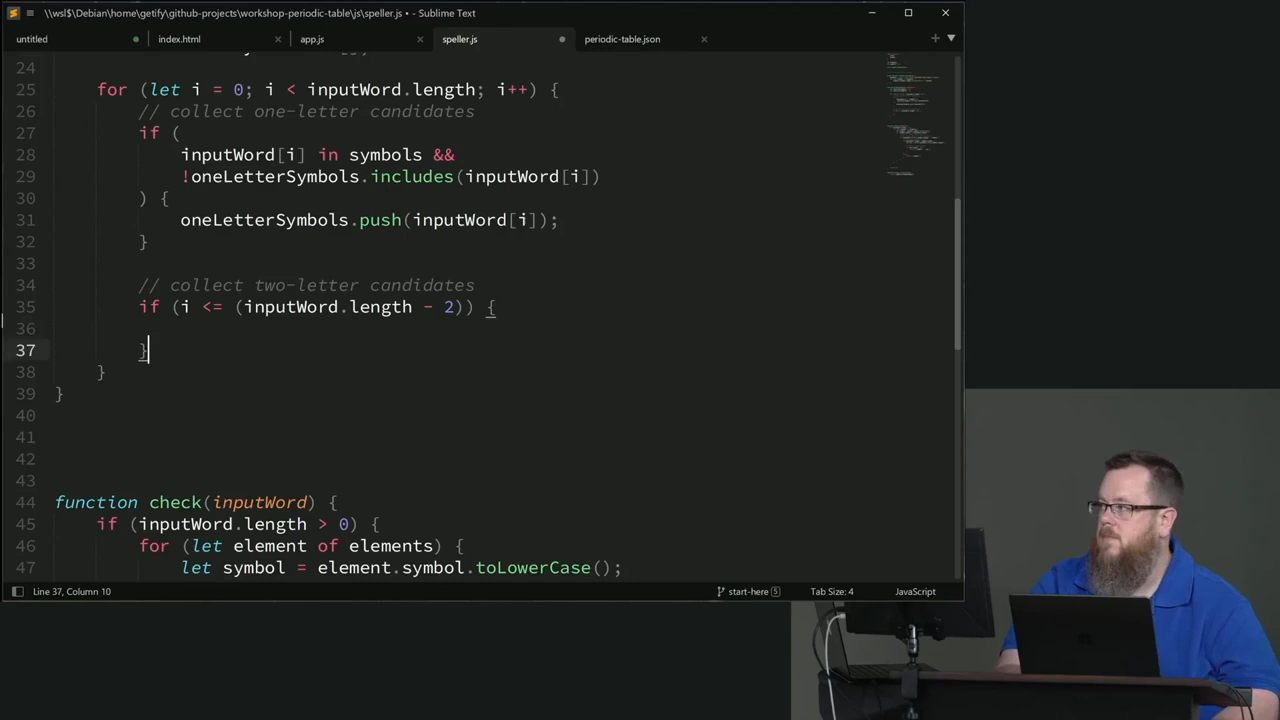 \\wsl$\Debian\home\getify\github-projects\workshop-periodic-table\js\speller.js • - Sublime Text
untitled index.html app.js speller.js periodic-table.json
24
25 for (let i = 0; i < inputWord.length; i++) {
26 // collect one-letter candidates
27 if (
28 inputWord[i] in symbols &&
29 !oneLetterSymbols.includes(inputWord[i])
30 ) {
31 oneLetterSymbols.push(inputWord[i]);
32 }
33
34 // collect two-letter candidates
35 if (i <= (inputWord.length - 2)) {
36
37 }
38 }
39 }
40
41
42
43
44 function check(inputWord) {
45 if (inputWord.length > 0) {
46 for (let element of elements) {
47 let symbol = element.symbol.toLowerCase();
Line 37, Column 10 start-here 5 Tab Size: 4 JavaScript